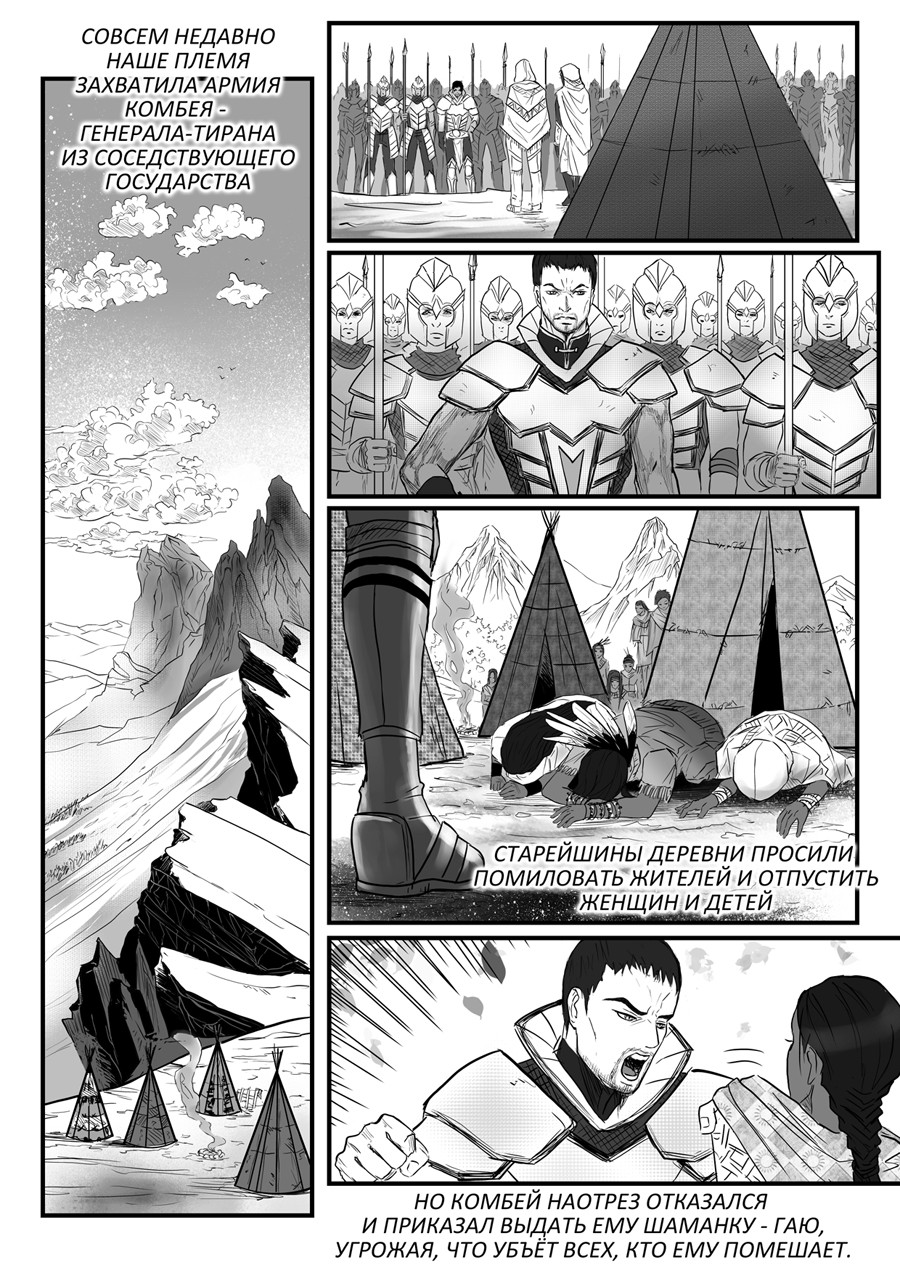 СОВСЕМ НЕДАВНО
НАШЕ ПЛЕМЯ
ЗАХВАТИЛА АРМИЯ
КОМБЕЯ -
ГЕНЕРАЛА-ТИРАНА
ИЗ СОСЕДСТВУЮЩЕГО
ГОСУДАРСТВА
СТАРЕЙШИНЫ ДЕРЕВНИ ПРОСИЛИ
ПОМИЛОВАТЬ ЖИТЕЛЕЙ И ОТПУСТИТЬ
ЖЕНЩИН И ДЕТЕЙ
НО КОМБЕЙ НАОТРЕЗ ОТКАЗАЛСЯ
И ПРИКАЗАЛ ВЫДАТЬ ЕМУ ШАМАНКУ - ГАЮ,
УГРОЖАЯ, ЧТО УБЪЁТ ВСЕХ, КТО ЕМУ ПОМЕШАЕТ.